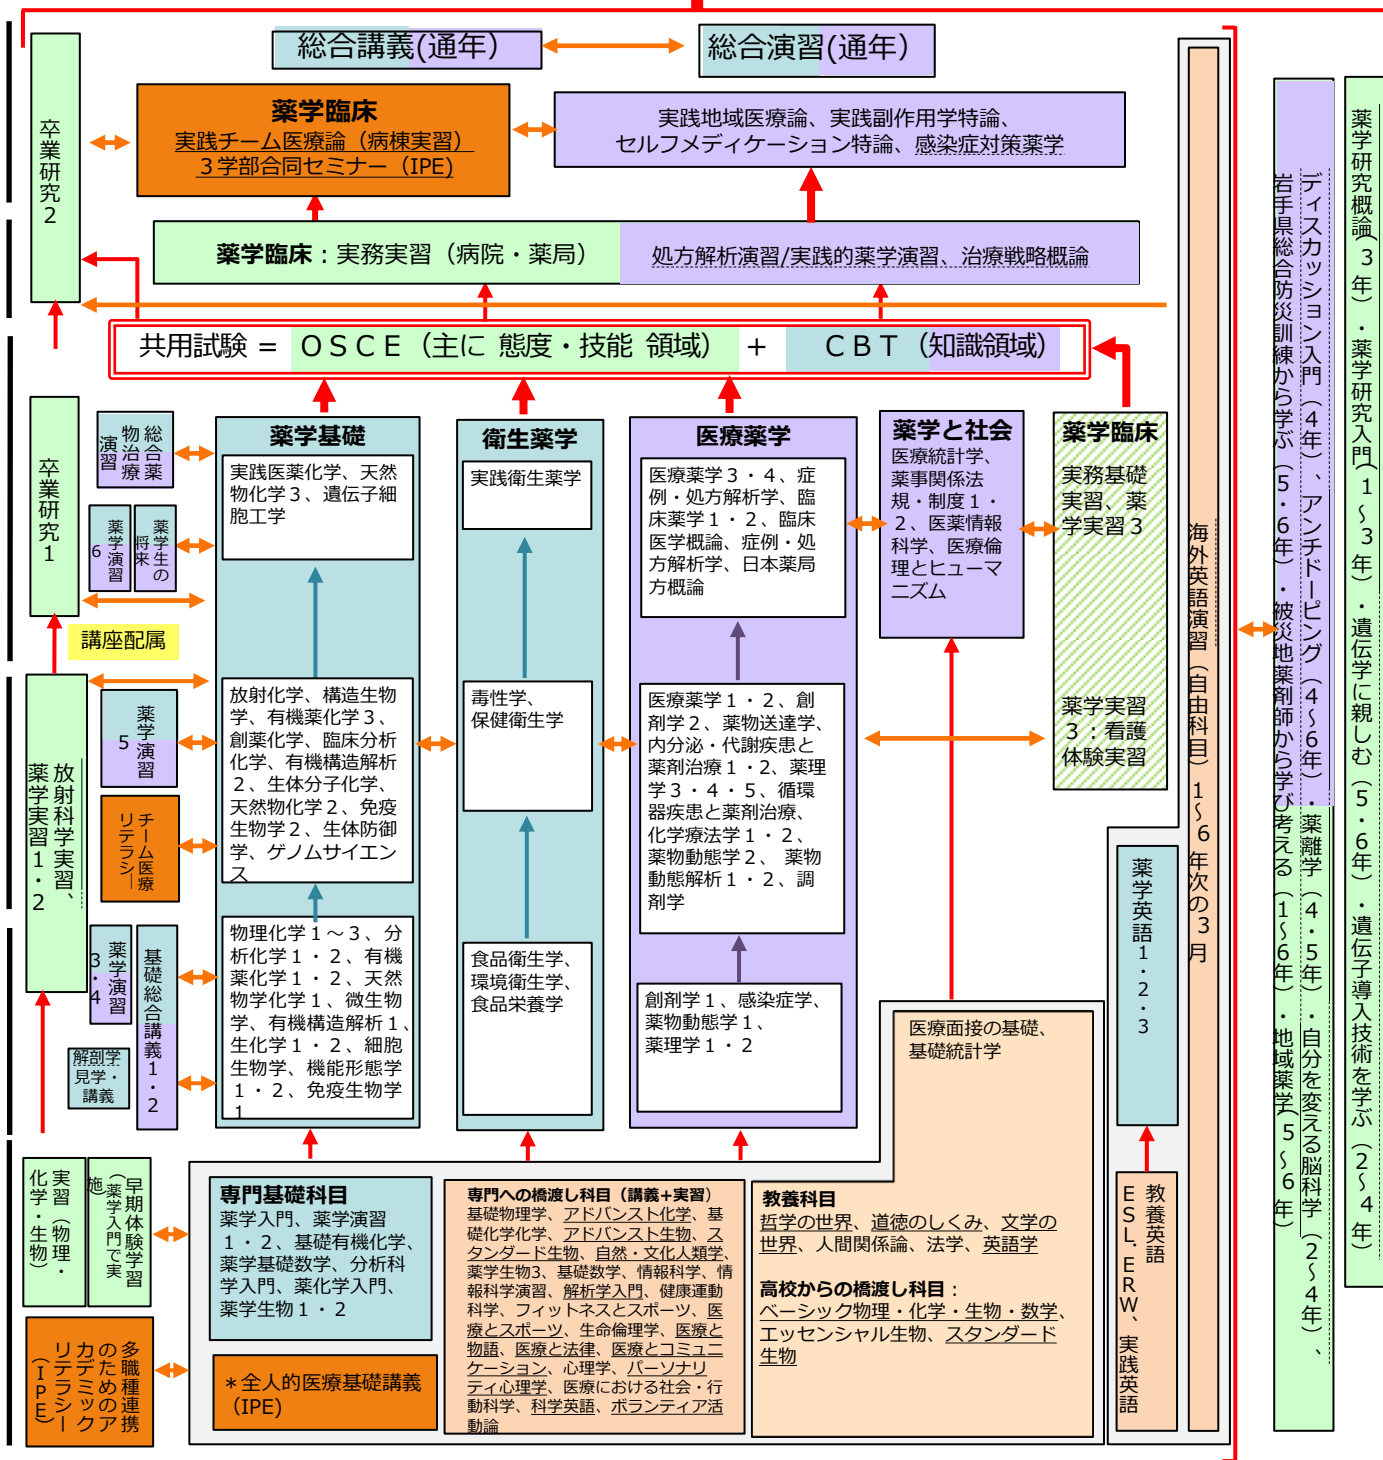 総合講義(通年)
総合演習(通年)
卒業研究2
薬学臨床
実践チーム医療論（病棟実習）
３学部合同セミナー（IPE)
実践地域医療論、実践副作用学特論、
セルフメディケーション特論、感染症対策薬学
薬学臨床：実務実習（病院・薬局）
処方解析演習/実践的薬学演習、治療戦略概論
共用試験 = ＯＳＣＥ（主に 態度・技能 領域） + ＣＢＴ（知識領域）
卒業研究1
総合薬
物治療
演習
薬学生の
将来
薬学演習
6
講座配属
薬学基礎
実践医薬化学、天然
物化学３、遺伝子細
胞工学
放射化学、構造生物
学、有機薬化学３、
創薬化学、臨床分析
化学、有機構造解析
２、生体分子化学、
天然物化学２、免疫
生物学２、生体防御
学、ゲノムサイエン
ス
物理化学１～３、分
析化学１・２、有機
薬化学１・２、天然
物学化学１、微生物
学、有機構造解析１、
生化学１・２、細胞
生物学、機能形態学
１・２、免疫生物学
１
衛生薬学
実践衛生薬学
毒性学、
保健衛生学
食品衛生学、
環境衛生学、
食品栄養学
医療薬学
医療薬学３・４、症
例・処方解析学、臨
床薬学１・２、臨床
医学概論、症例・処
方解析学、日本薬局
方概論
医療薬学１・２、創
剤学２、薬物送達学、
内分泌・代謝疾患と
薬剤治療１・２、薬理
学３・４・５、循環
器疾患と薬剤治療、
化学療法学１・２、
薬物動態学２、 薬物
動態解析１・２、調
剤学
創剤学１、感染症学、
薬物動態学１、
薬理学１・２
薬学と社会
医療統計学、
薬事関係法
規・制度１・
２、医薬情報
科学、医療倫
理とヒューマ
ニズム
薬学臨床
実務基礎
実習、薬
学実習３
薬学実習
３：看護
体験実習
放射科学実習、
薬学実習１・２
薬学演習
5
チーム医療
リテラシー
薬学演習
3・4
基礎総合講義１・２
解剖学
見学・
講義
実習（物理・
化学・生物）
早期体験学習
（薬学入門で実
施）
多職種連携
のためのア
カデミック
リテラシー
（ＩＰＥ）
専門基礎科目
薬学入門、薬学演習
１・２、基礎有機化学、
薬学基礎数学、分析科
学入門、薬化学入門、
薬学生物１・２
＊全人的医療基礎講義
（IPE)
専門への橋渡し科目（講義+実習）
基礎物理学、アドバンスト化学、基
礎化学化学、アドバンスト生物、ス
タンダード生物、自然・文化人類学、
薬学生物3、基礎数学、情報科学、情
報科学演習、解析学入門、健康運動
科学、フィットネスとスポーツ、医
療とスポーツ、生命倫理学、医療と
物語、医療と法律、医療とコミュニ
ケーション、心理学、パーソナリ
ティ心理学、医療における社会・行
動科学、科学英語、ボランティア活
動論
医療面接の基礎、
基礎統計学
教養科目
哲学の世界、道徳のしくみ、文学の
世界、人間関係論、法学、英語学
高校からの橋渡し科目：
ベーシック物理・化学・生物・数学、
エッセンシャル生物、スタンダード
生物
薬学英語１・２・３
教養英語
ＥＳＬ．ＥＲＷ、実践英語
海外英語演習（自由科目）１～６年次の３月
薬学研究概論（３年）・薬学研究入門（１～３年）・遺伝学に親しむ（５・６年）・遺伝子導入技術を学ぶ（２～４年）
ディスカッション入門（４年）、アンチドーピング（４～６年）・薬離学（４・５年）・自分を変える脳科学（２～４年）、
岩手県総合防災訓練から学ぶ（５・６年）・被災地薬剤師から学び考える（１～６年）・地域薬学（５～６年）